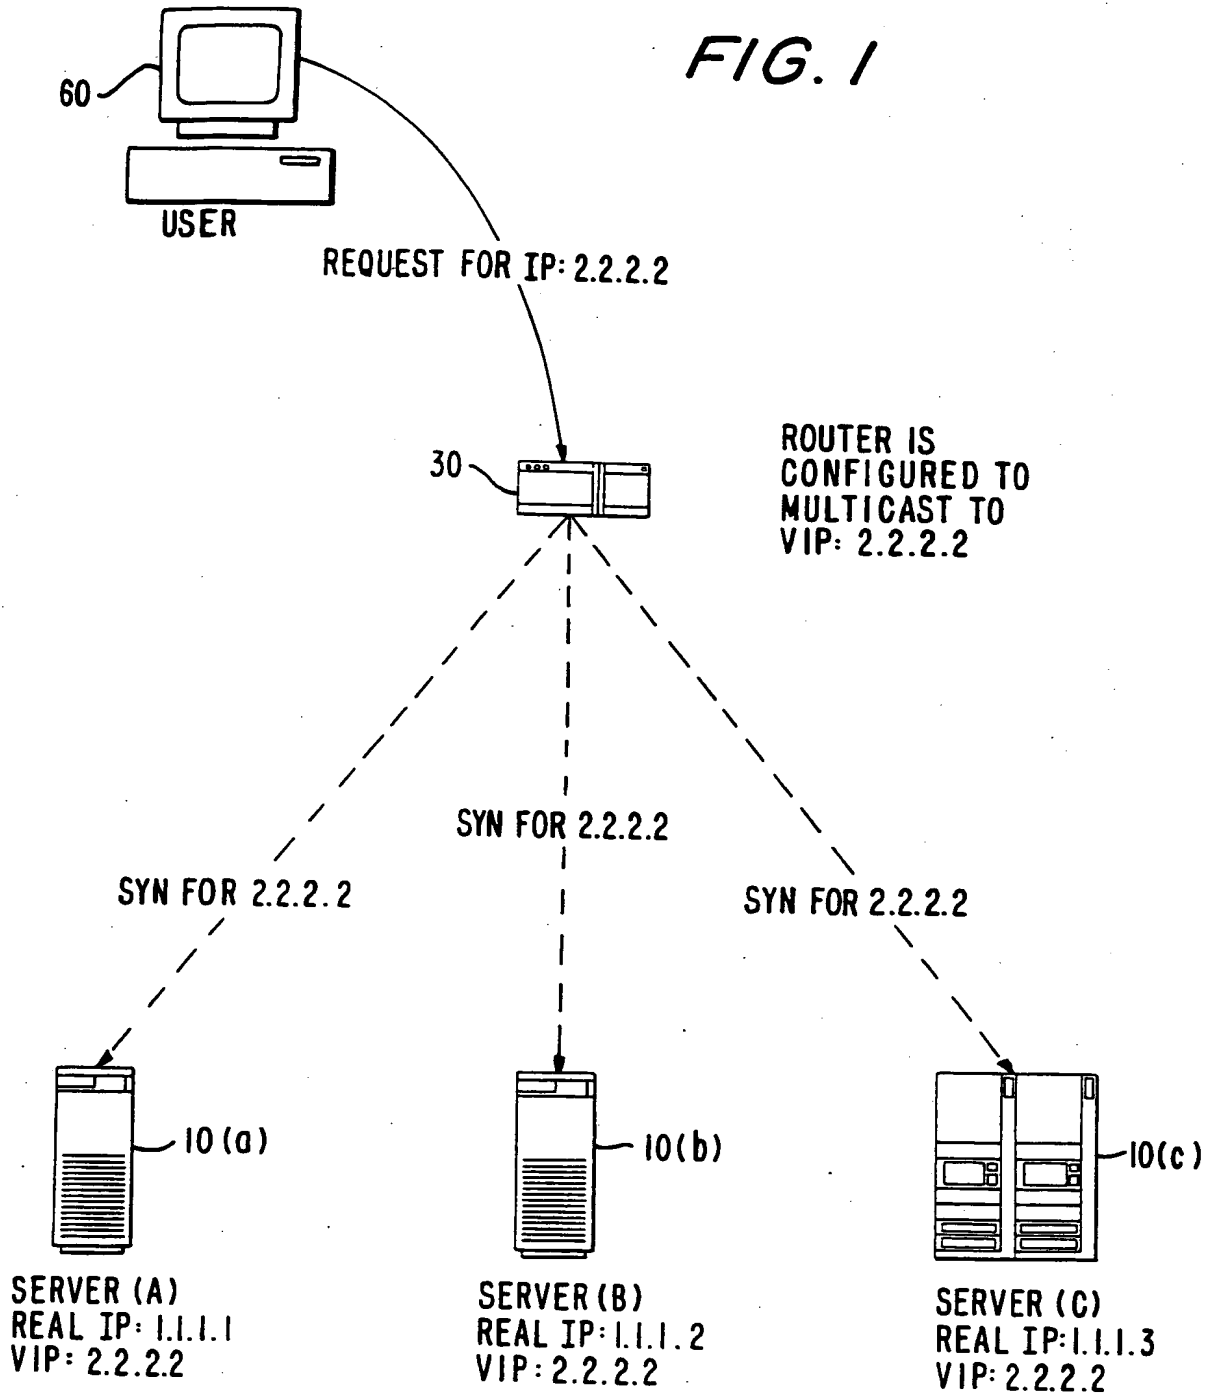 FIG. 1
60
USER
REQUEST FOR IP: 2.2.2.2
30
ROUTER IS
CONFIGURED TO
MULTICAST TO
VIP: 2.2.2.2
SYN FOR 2.2.2.2
SYN FOR 2.2.2.2
SYN FOR 2.2.2.2
10(a)
10(b)
10(c)
SERVER (A)
REAL IP: 1.1.1.1
VIP: 2.2.2.2
SERVER (B)
REAL IP: 1.1.1.2
VIP: 2.2.2.2
SERVER (C)
REAL IP: 1.1.1.3
VIP: 2.2.2.2